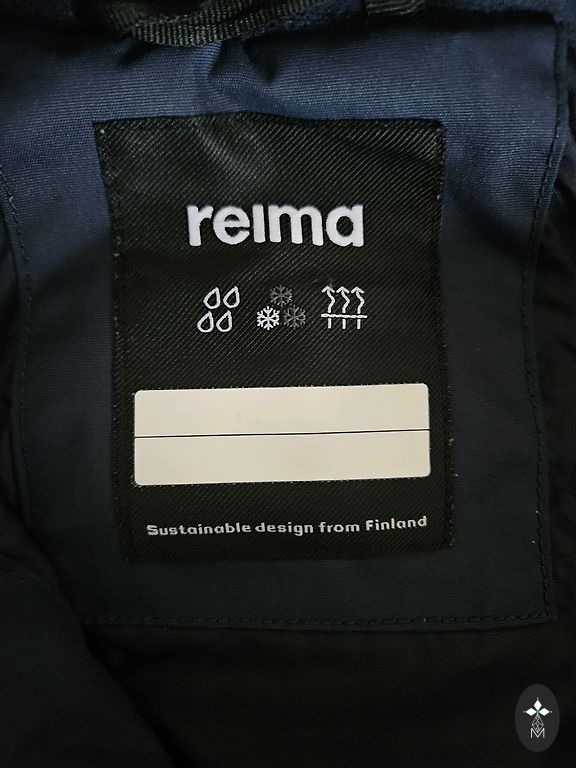 reima
Sustainable design from Finland
M